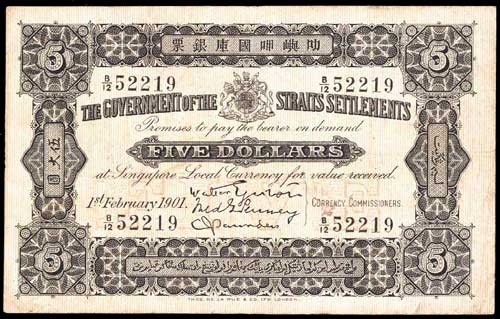 叻嶼呷國庫銀票
5
5
B/12 52219
B/12 52219
THE GOVERNMENT OF THE STRAITS SETTLEMENTS
Promises to pay the bearer on demand
伍大圓
FIVE DOLLARS
at Singapore Local Currency for value received.
1st February 1901.
CURRENCY COMMISSIONERS.
B/12 52219
B/12 52219
5
5
THOS. DE LA RUE & CO. LTD. LONDON.